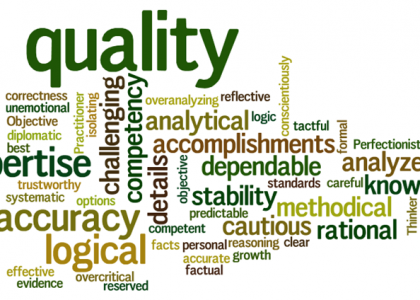 quality
correctness
unemotional
Objective
diplomatic
best
Practitioner
isolating
challenging
competency
overanalyzing
reflective
conscientiously
analytical
logic
tactful
formal
accomplishments
Perfectionist
pertise
trustworthy
systematic
options
details
objective
dependable
analyze
stability
standards
careful
know
predictable
methodical
Thinker
accuracy
competent
cautious
rational
logical
facts
personal
reasoning
clear
accurate
growth
factual
effective
evidence
overcritical
reserved